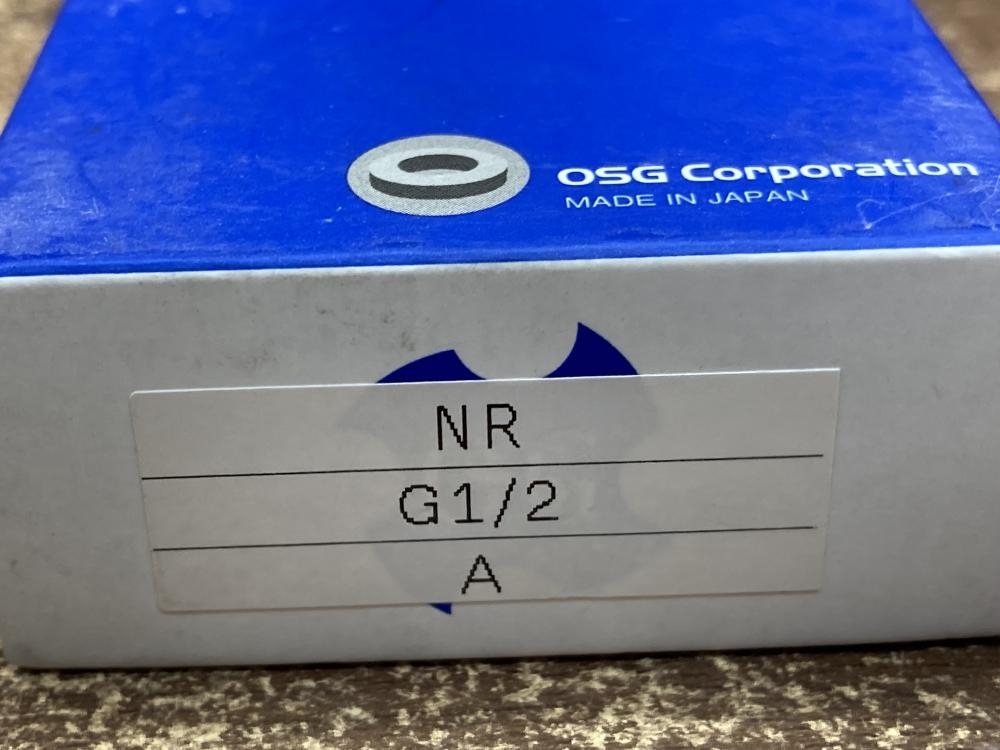 OSG Corporation
MADE IN JAPAN
NR
G1/2
A